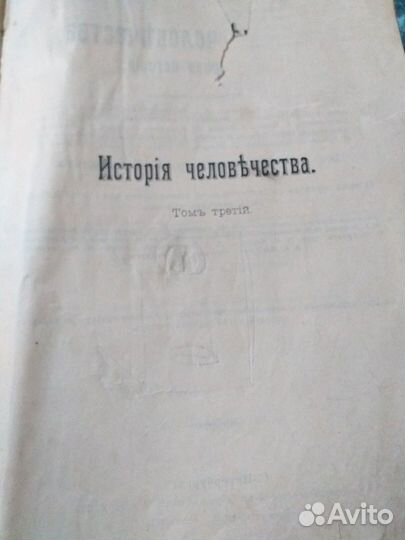 Исторія человѣчества.
Томъ третій
Avito